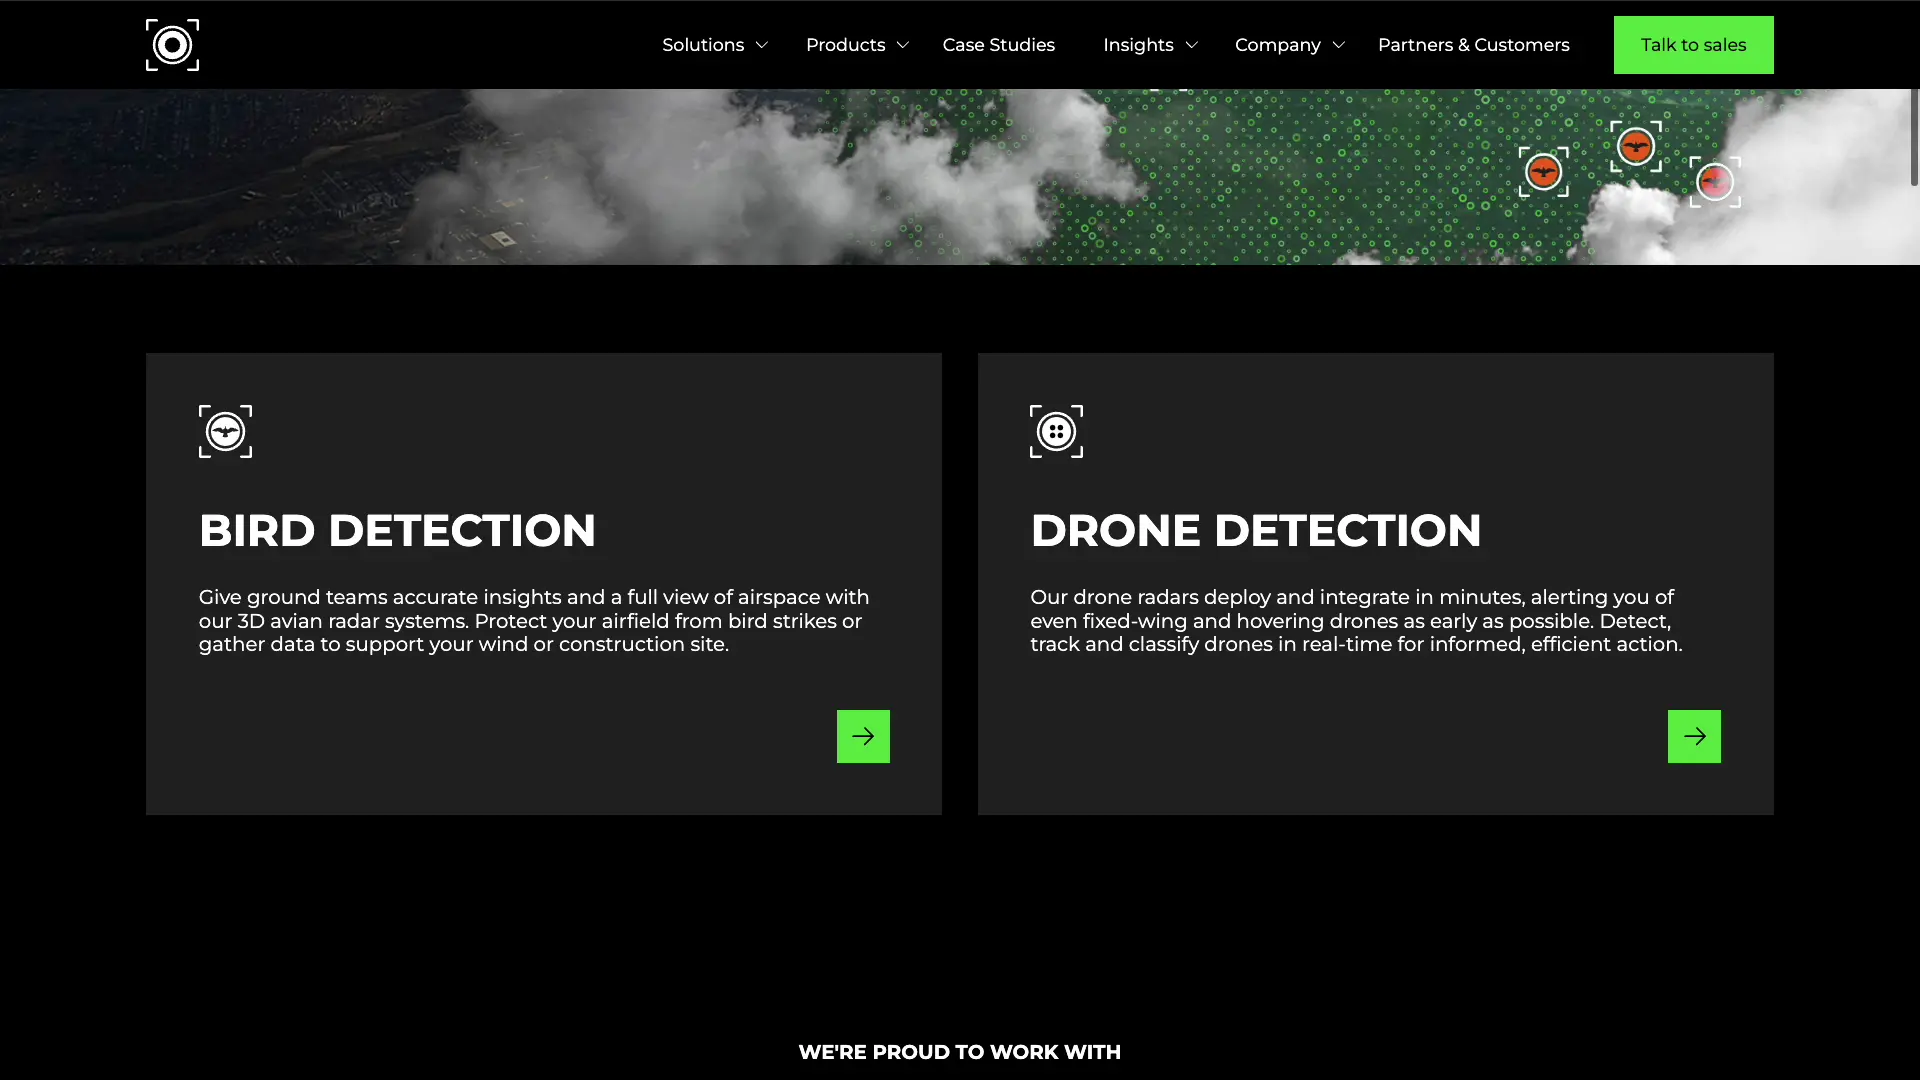 Solutions
Products
Case Studies
Insights
Company
Partners & Customers
Talk to sales
BIRD DETECTION
Give ground teams accurate insights and a full view of airspace with
our 3D avian radar systems. Protect your airfield from bird strikes or
gather data to support your wind or construction site.
DRONE DETECTION
Our drone radars deploy and integrate in minutes, alerting you of
even fixed-wing and hovering drones as early as possible. Detect,
track and classify drones in real-time for informed, efficient action.
WE'RE PROUD TO WORK WITH